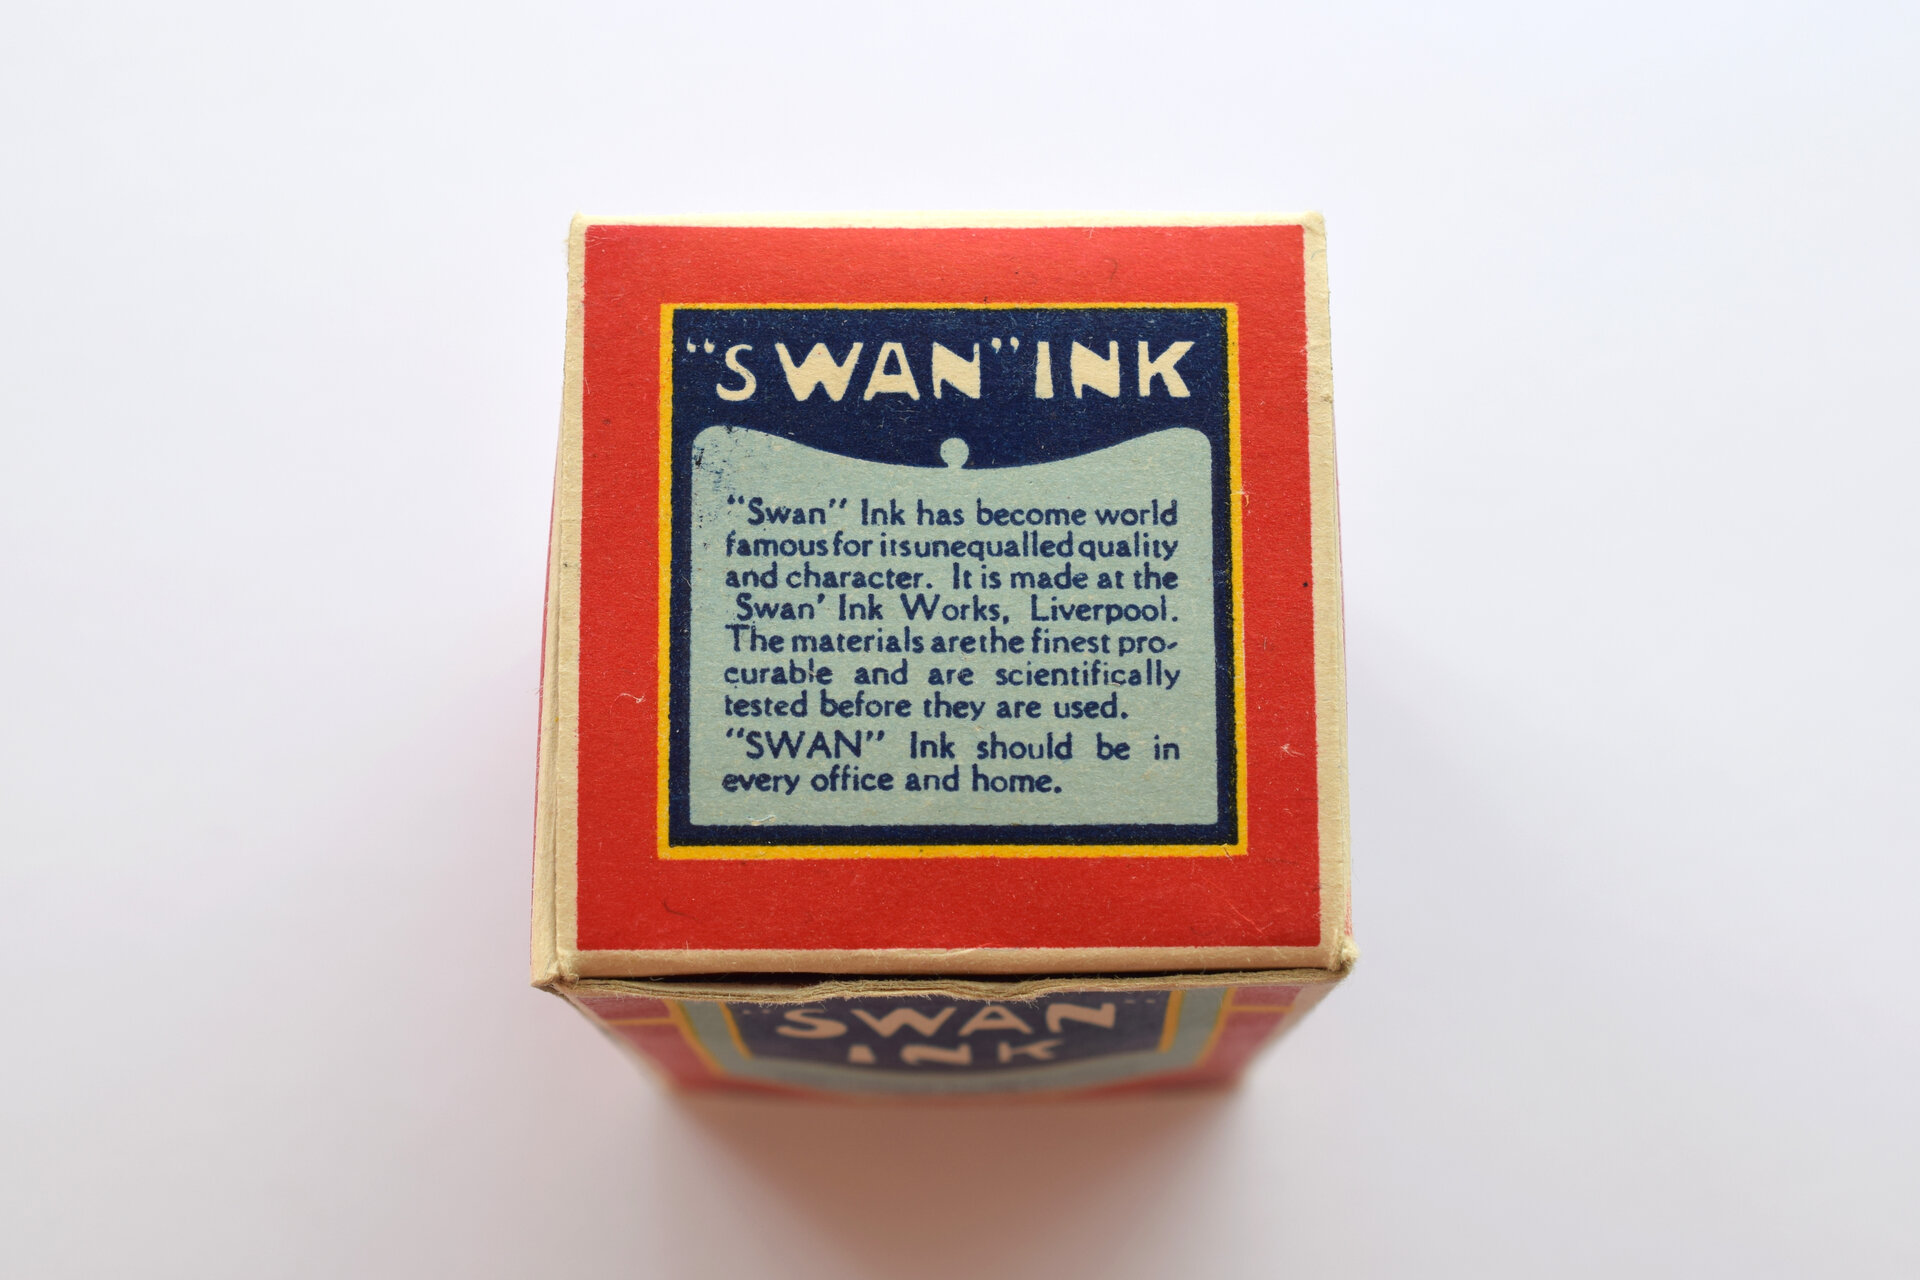 “SWAN” INK
“Swan” Ink has become world
famous for its unequalled quality
and character. It is made at the
Swan’ Ink Works, Liverpool.
The materials are the finest pro-
curable and are scientifically
tested before they are used.
“SWAN” Ink should be in
every office and home.
“SWAN”
INK